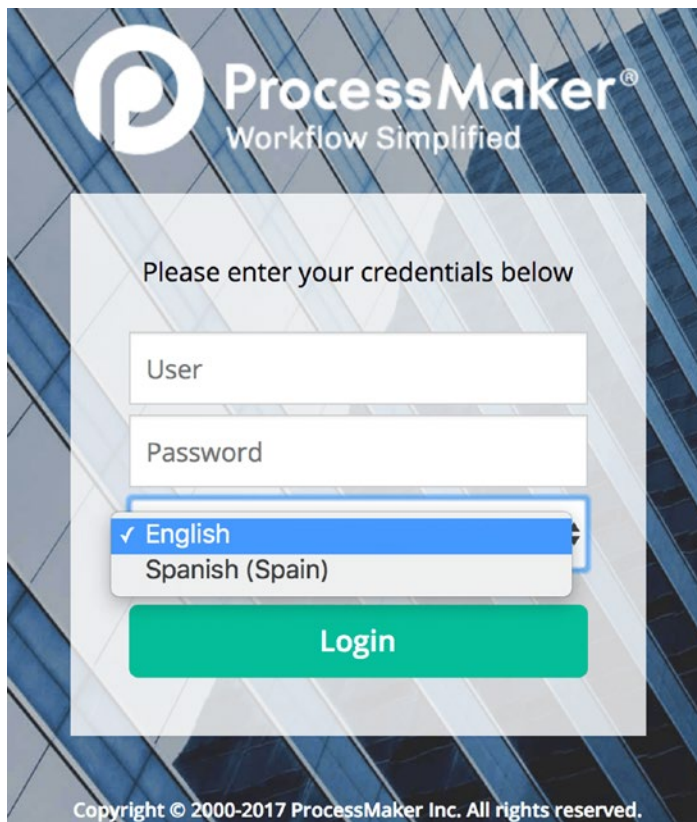 ProcessMaker®
Workflow Simplified
Please enter your credentials below
User
Password
✓ English
Spanish (Spain)
Login
Copyright © 2000-2017 ProcessMaker Inc. All rights reserved.